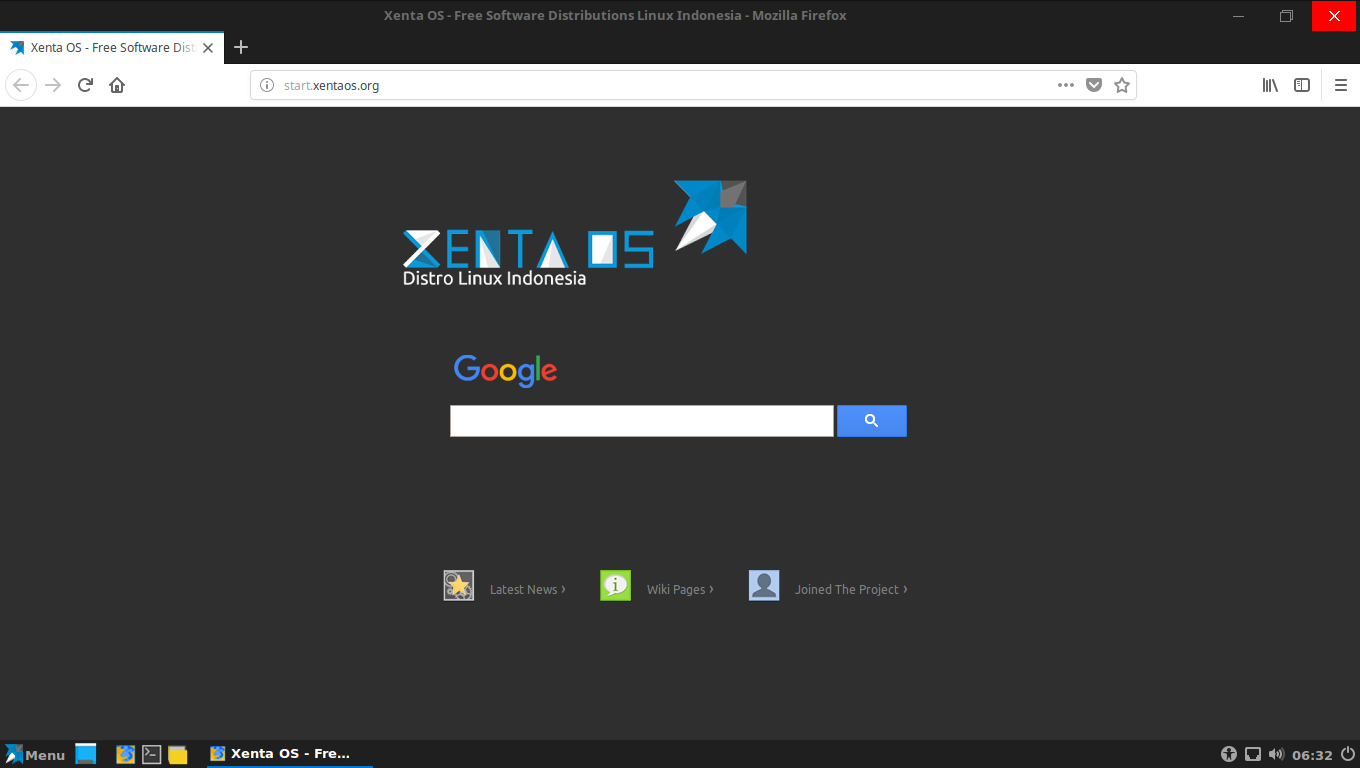 Xenta OS - Free Software Distributions Linux Indonesia - Mozilla Firefox
Xenta OS - Free Software Dist
start.xentaos.org
XENTA OS
Distro Linux Indonesia
Google
Latest News ›
Wiki Pages ›
Joined The Project ›
Menu
Xenta OS - Fre...
06:32